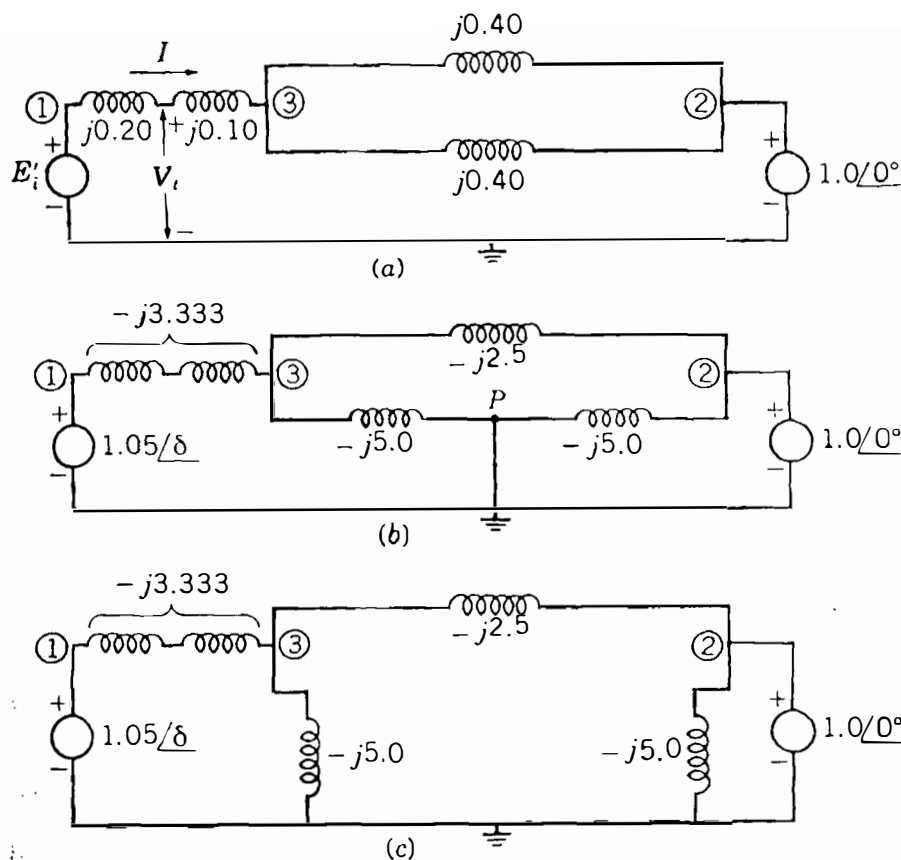 j0.40
I
① ③ ②
j0.20 + j0.10
+ E′ᵢ −
Vₜ
−
j0.40
+ 1.0/0° −
(a)
− j3.333
① ③ ②
− j2.5
P
− j5.0 − j5.0
+ 1.05/δ −
+ 1.0/0° −
(b)
− j3.333
① ③ ②
− j2.5
+ 1.05/δ −
− j5.0 − j5.0
+ 1.0/0° −
(c)